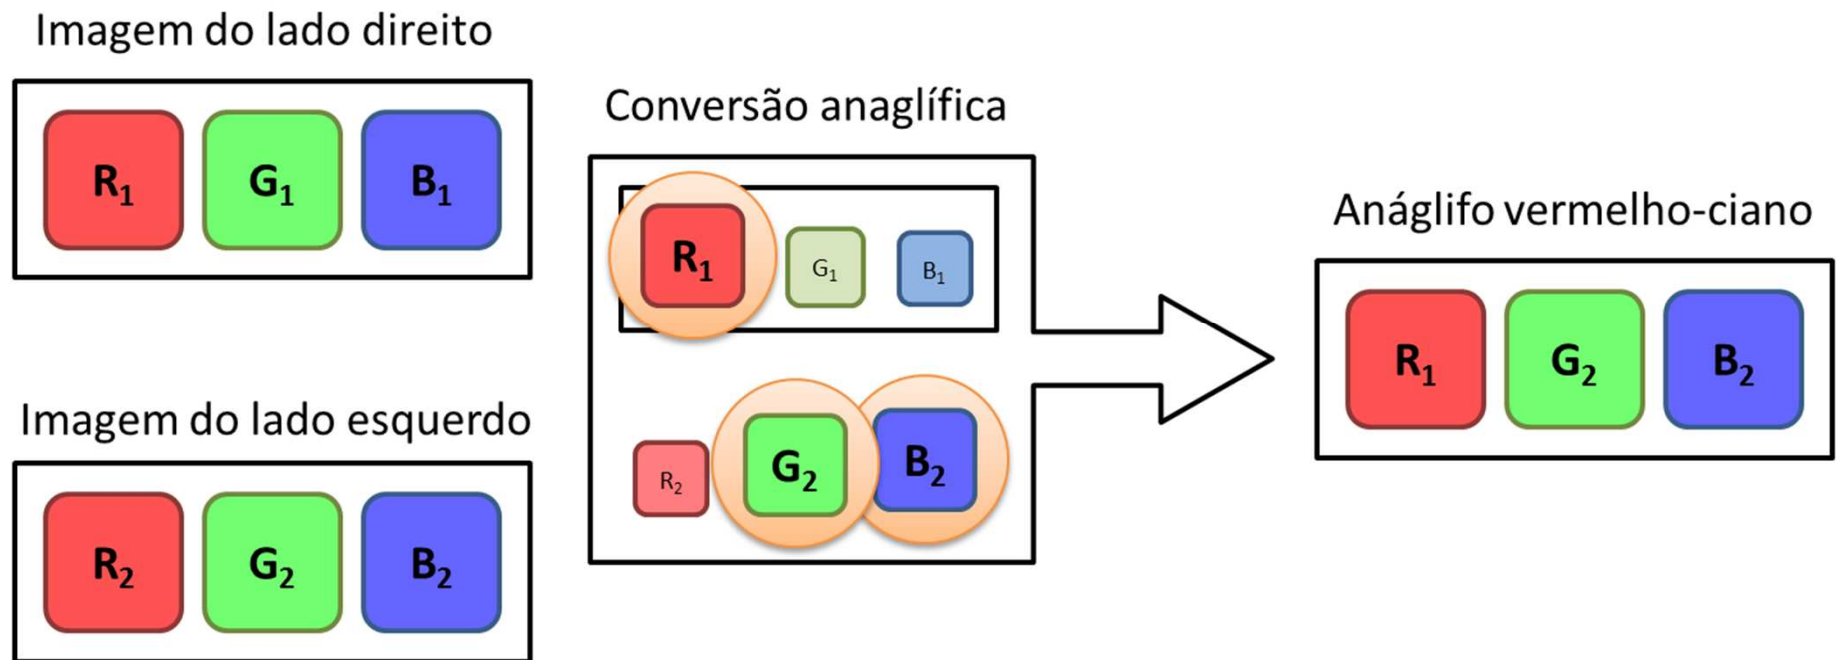 Imagem do lado direito
R1 G1 B1
Imagem do lado esquerdo
R2 G2 B2
Conversão anaglífica
R1 G1 B1
R2 G2 B2
Anáglifo vermelho-ciano
R1 G2 B2